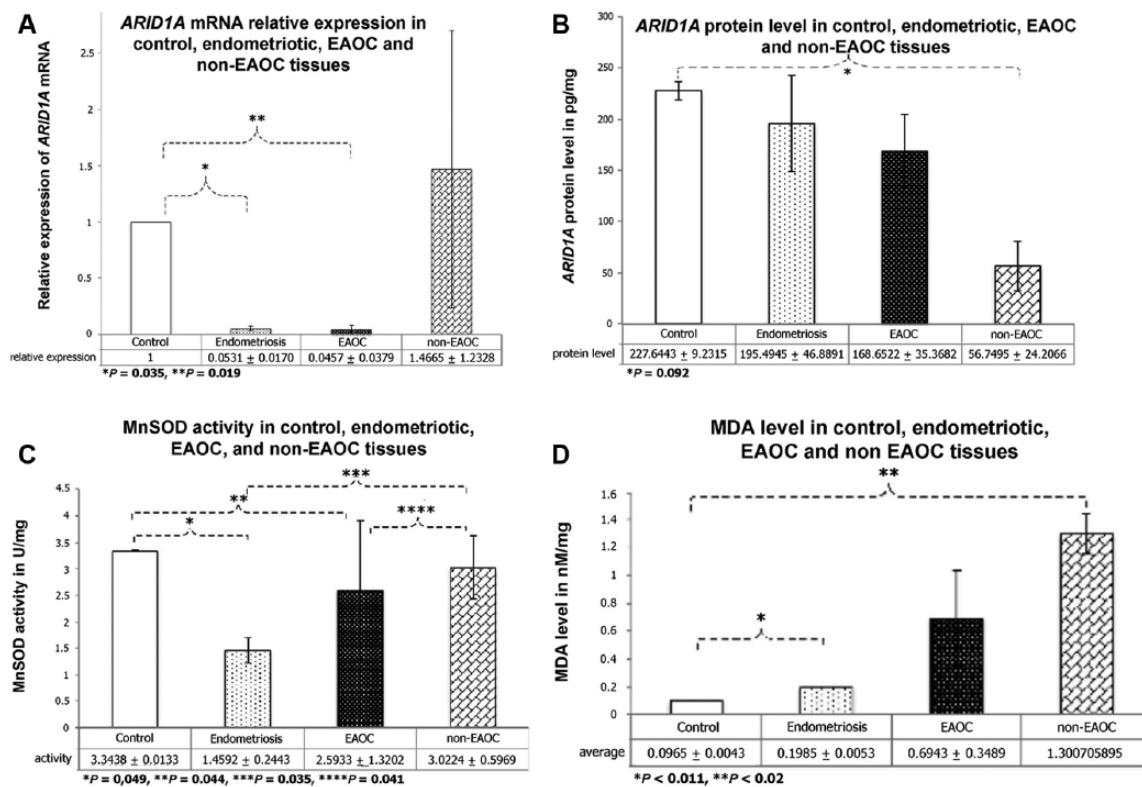 A
ARID1A mRNA relative expression in
control, endometriotic, EAOC and
non-EAOC tissues
Relative expression of ARID1A mRNA
2.5
2
1.5
1
0.5
0
**
*
Control Endometriosis EAOC non-EAOC
relative expression 1 0.0531 ± 0.0170 0.0457 ± 0.0379 1.4665 ± 1.2328
*P = 0.035, **P = 0.019
B
ARID1A protein level in control, endometriotic, EAOC
and non-EAOC tissues
ARID1A protein level in pg/mg
300
250
200
150
100
50
0
*
Control Endometriosis EAOC non-EAOC
protein level 227.6443 ± 9.2315 195.4945 ± 46.8891 168.6522 ± 35.3682 56.7495 ± 24.2066
*P = 0.092
C
MnSOD activity in control, endometriotic,
EAOC, and non-EAOC tissues
MnSOD activity in U/mg
4.5
4
3.5
3
2.5
2
1.5
1
0.5
0
***
**
*
****
Control Endometriosis EAOC non-EAOC
activity 3.3438 ± 0.0133 1.4592 ± 0.2443 2.5933 ± 1.3202 3.0224 ± 0.5969
*P = 0,049, **P = 0.044, ***P = 0.035, ****P = 0.041
D
MDA level in control, endometriotic,
EAOC and non EAOC tissues
MDA level in nM/mg
1.6
1.4
1.2
1
0.8
0.6
0.4
0.2
0
**
*
Control Endometriosis EAOC non-EAOC
average 0.0965 ± 0.0043 0.1985 ± 0.0053 0.6943 ± 0.3489 1.300705895
*P < 0.011, **P < 0.02